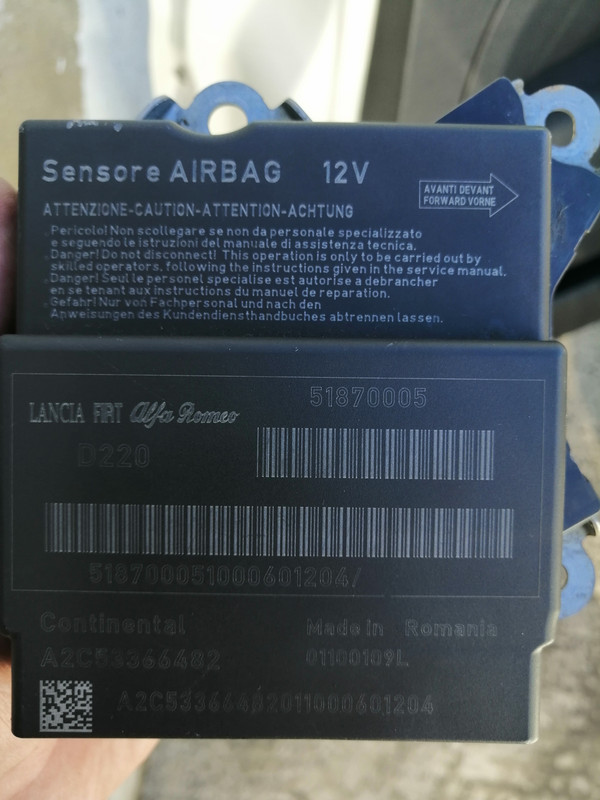 Sensore AIRBAG 12V
AVANTI DEVANT
FORWARD VORNE
ATTENZIONE-CAUTION-ATTENTION-ACHTUNG
Pericolo! Non scollegare se non da personale specializzato
e seguendo le istruzioni del manuale di assistenza tecnica.
Danger! Do not disconnect! This operation is only to be carried out by
skilled operators, following the instructions given in the service manual.
Danger! Seul le personel specialise est autorise a debrancher
en se tenant aux instructions du manuel de reparation.
Gefahr! Nur von Fachpersonal und nach den
Anweisungen des Kundendiensthandbuches abtrennen lassen.
51870005
LANCIA FIAT Alfa Romeo
D220
518700051000601204/
Continental Made in Romania
A2C53366482 01100109L
A2C53366482011000601204